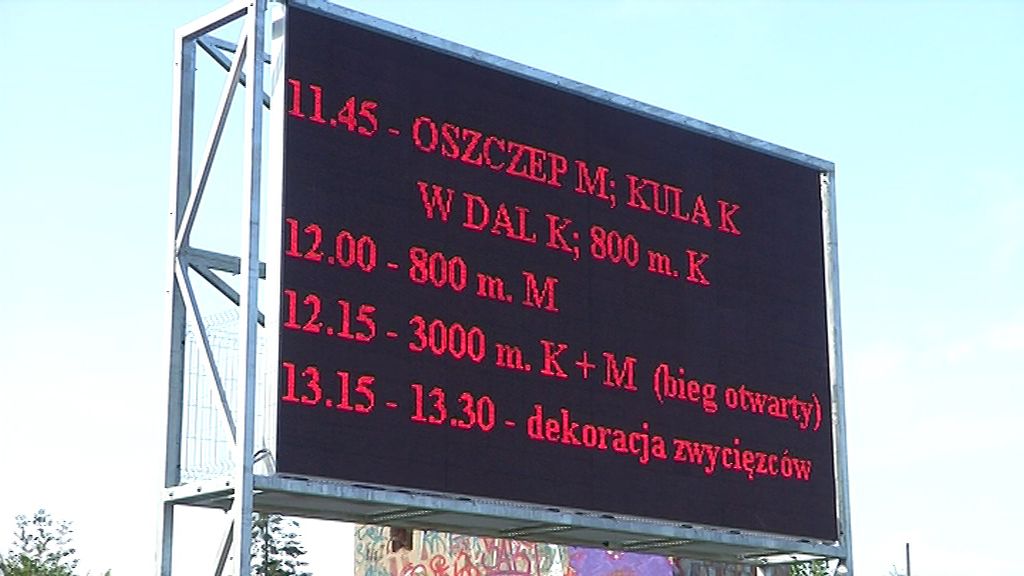 11.45 - OSZCZEP M; KULA K
W DAL K; 800 m. K
12.00 - 800 m. M
12.15 - 3000 m. K + M (bieg otwarty)
13.15 - 13.30 - dekoracja zwycięzców